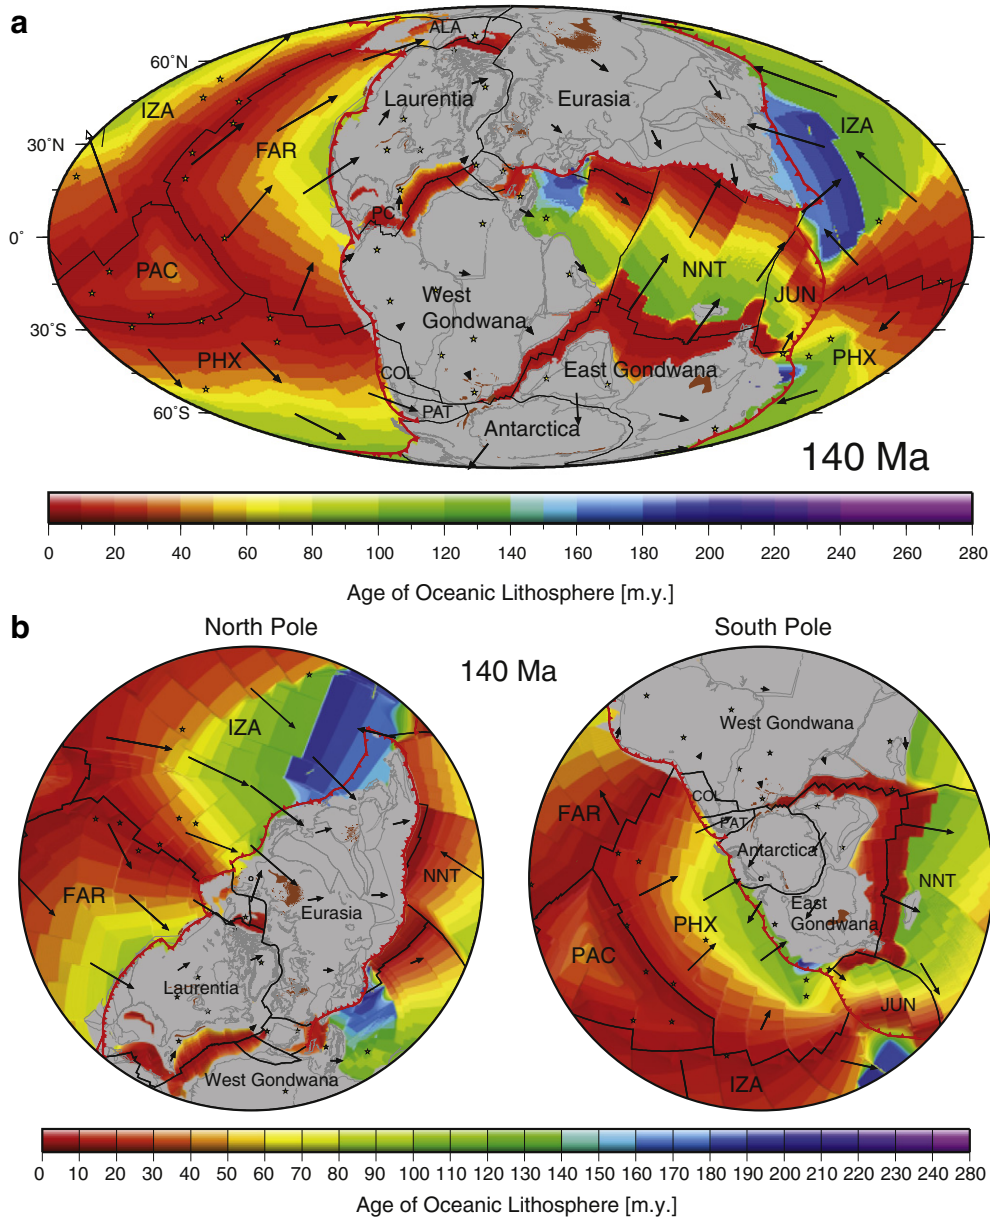 a
ALA
60˚N
IZA
Laurentia
Eurasia
IZA
30˚N
FAR
PC
0˚
PAC
NNT
JUN
West
Gondwana
30˚S
PHX
COL
East Gondwana
PHX
60˚S
PAT
Antarctica
140 Ma
0 20 40 60 80 100 120 140 160 180 200 220 240 260 280
Age of Oceanic Lithosphere [m.y.]
b
North Pole
South Pole
140 Ma
IZA
FAR
NNT
Eurasia
Laurentia
West Gondwana
West Gondwana
FAR
COL
PAT
Antarctica
NNT
East
Gondwana
PHX
PAC
JUN
IZA
0 10 20 30 40 50 60 70 80 90 100 110 120 130 140 150 160 170 180 190 200 210 220 230 240 250 280
Age of Oceanic Lithosphere [m.y.]